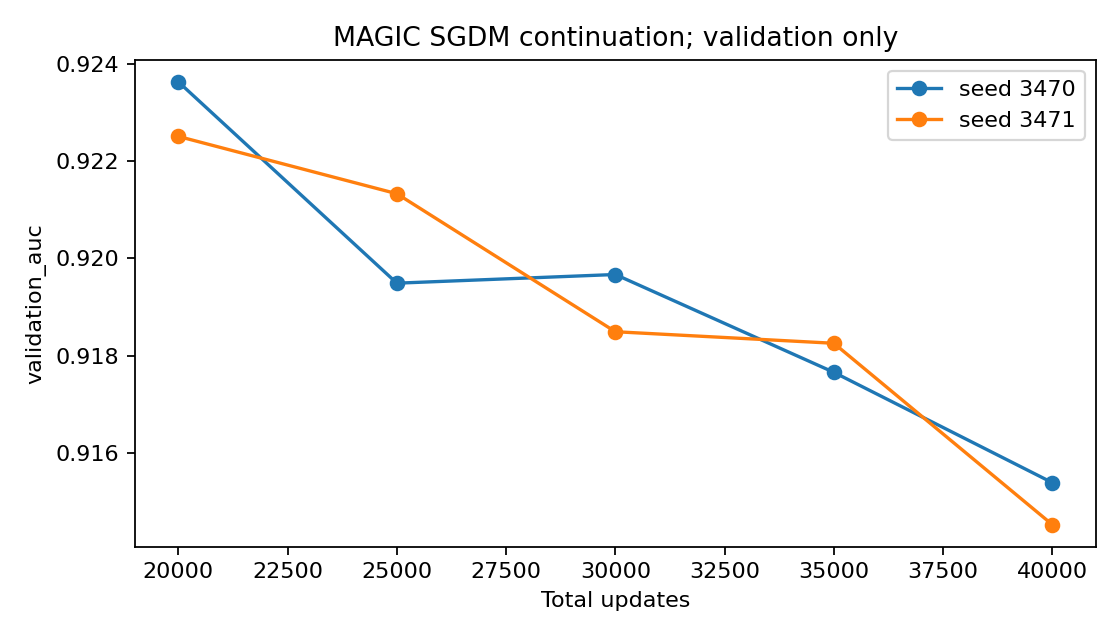 MAGIC SGDM continuation; validation only
seed 3470
seed 3471
validation_auc
0.924
0.922
0.920
0.918
0.916
20000 22500 25000 27500 30000 32500 35000 37500 40000
Total updates